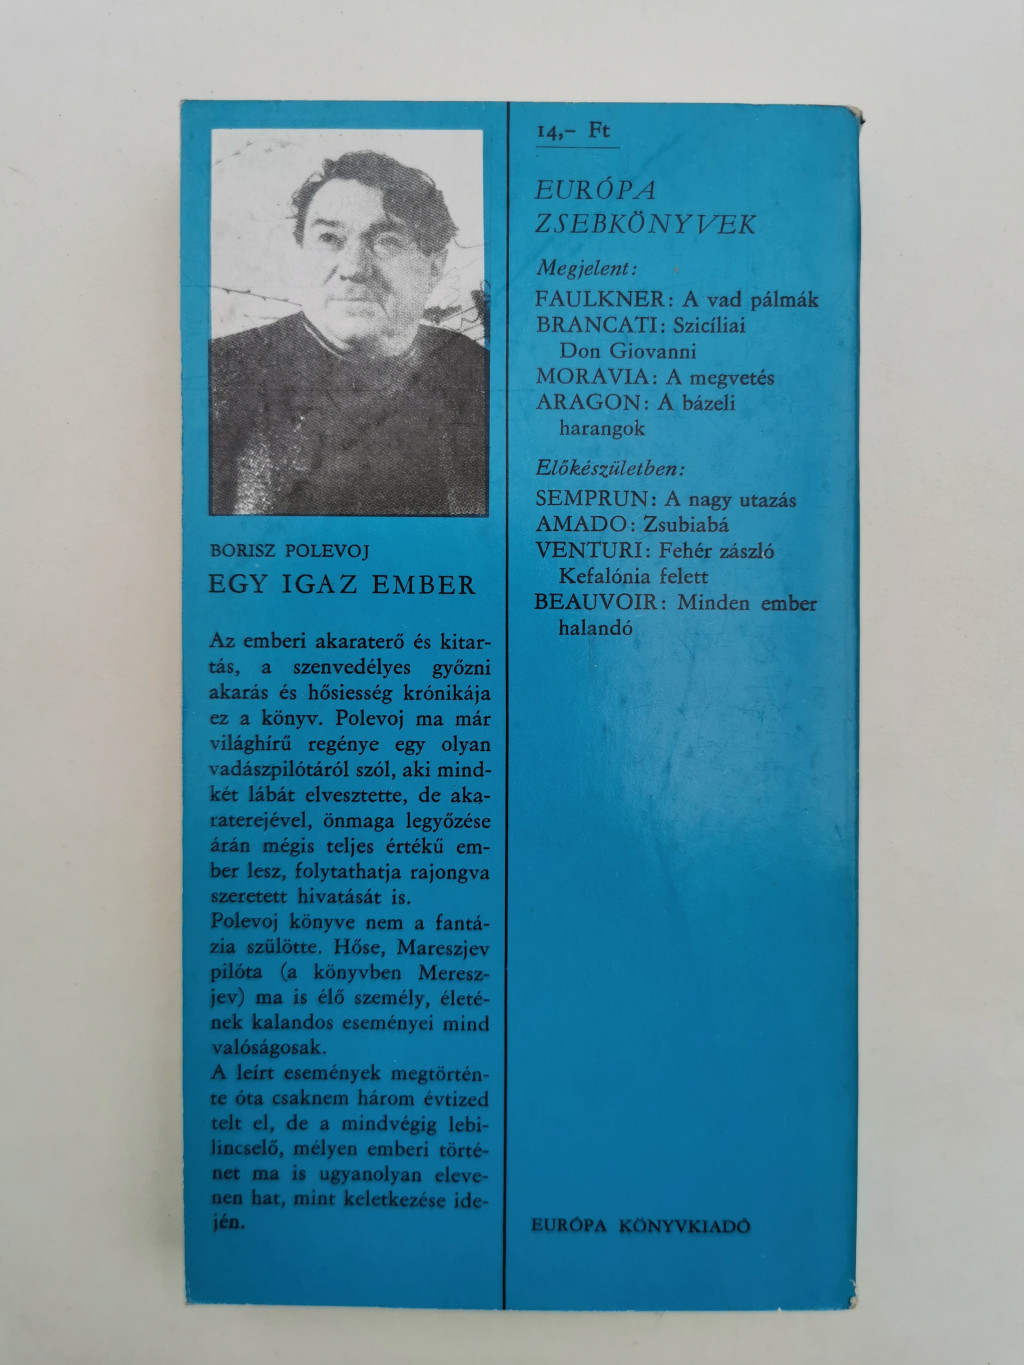 BORISZ POLEVOJ
EGY IGAZ EMBER
Az emberi akaraterő és kitar-
tás, a szenvedélyes győzni
akarás és hősiesség krónikája
ez a könyv. Polevoj ma már
világhírű regénye egy olyan
vadászpilótáról szól, aki mind-
két lábát elvesztette, de aka-
raterejével, önmaga legyőzése
árán mégis teljes értékű em-
ber lesz, folytathatja rajongva
szeretett hivatását is.
Polevoj könyve nem a fantá-
zia szülötte. Hőse, Mareszjev
pilóta (a könyvben Meresz-
jev) ma is élő személy, életé-
nek kalandos eseményei mind
valóságosak.
A leírt események megtörtén-
te óta csaknem három évtized
telt el, de a mindvégig lebi-
lincselő, mélyen emberi törté-
net ma is ugyanolyan eleve-
nen hat, mint keletkezése ide-
jén.
14,- Ft
EURÓPA
ZSEBKÖNYVEK
Megjelent:
FAULKNER: A vad pálmák
BRANCATI: Szicíliai
Don Giovanni
MORAVIA: A megvetés
ARAGON: A bázeli
harangok
Előkészületben:
SEMPRUN: A nagy utazás
AMADO: Zsubiabá
VENTURI: Fehér zászló
Kefalónia felett
BEAUVOIR: Minden ember
halandó
EURÓPA KÖNYVKIADÓ